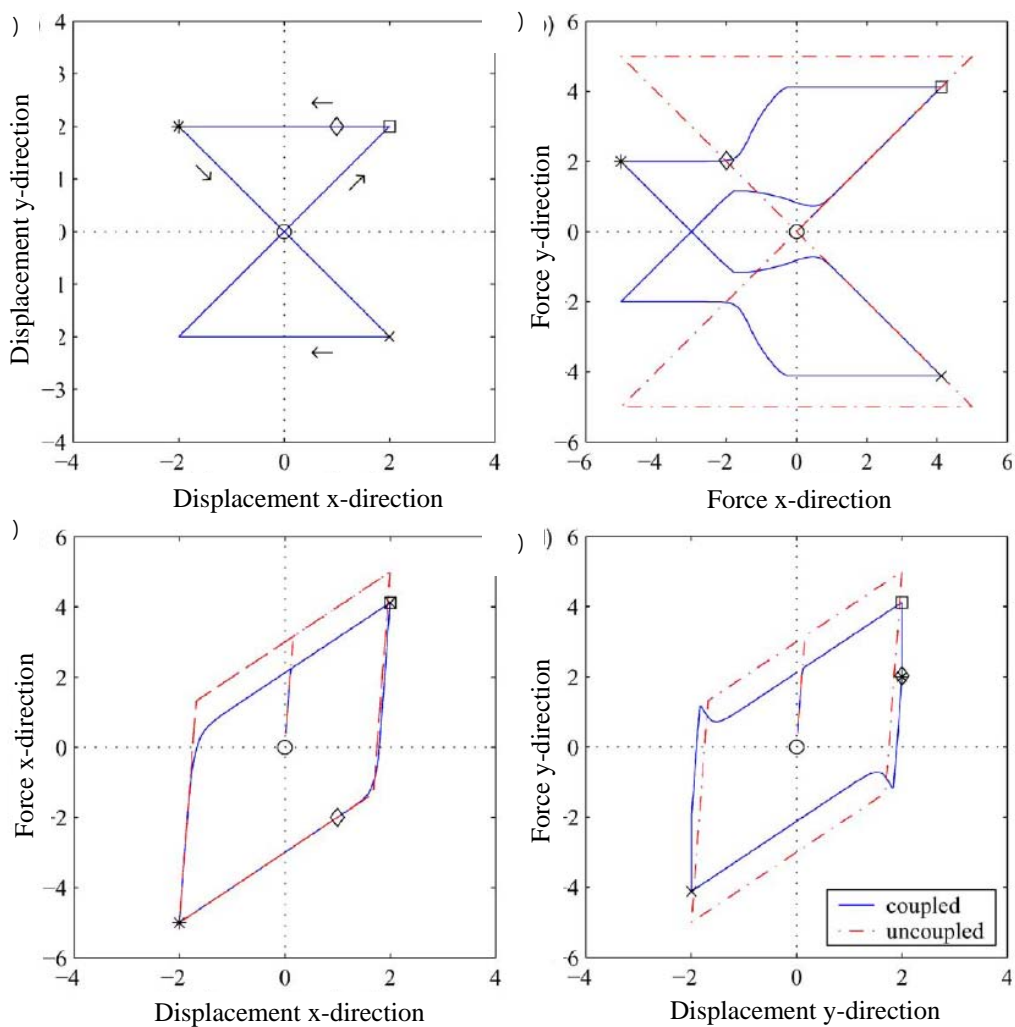 )
4
3
2
1
0
1
2
−3
−4
−4 −2 0 2 4
Displacement y-direction
Displacement x-direction
)
6
4
2
0
-2
-4
-6
−6 −4 −2 0 2 4 6
Force y-direction
Force x-direction
)
6
4
2
0
−2
−4
−6
−4 −2 0 2 4
Force x-direction
Displacement x-direction
)
6
4
2
0
-2
-4
-6
−4 −2 0 2 4
Force y-direction
Displacement y-direction
coupled
uncoupled